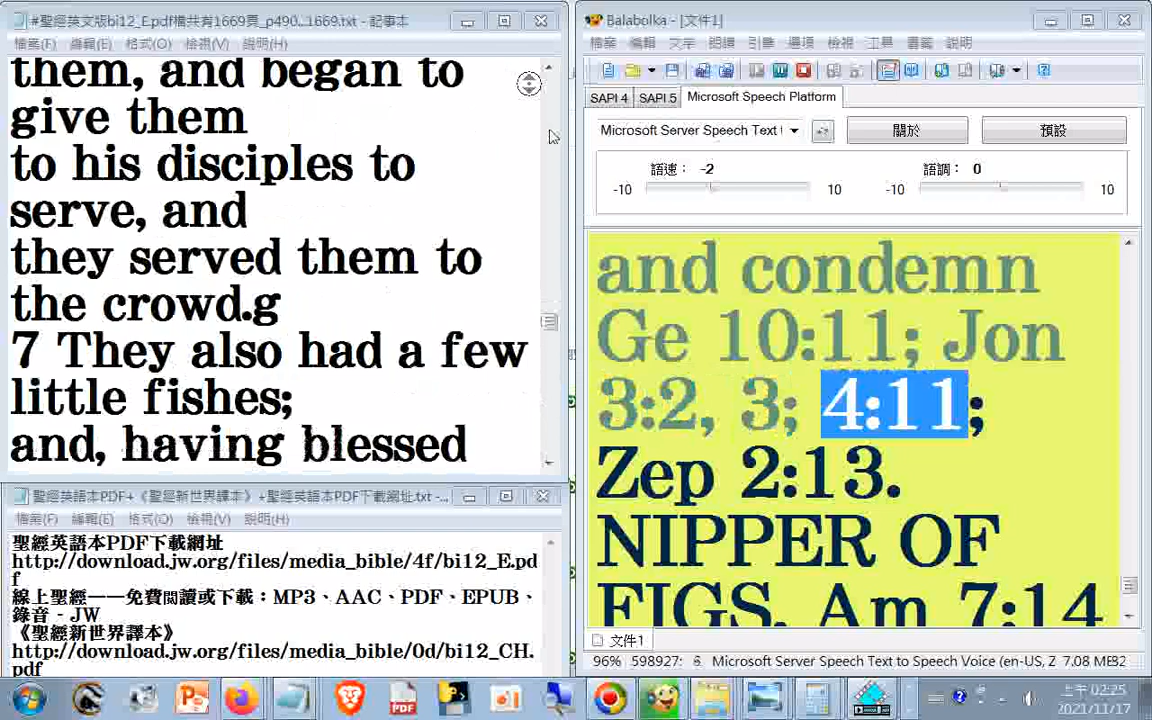 #聖經英文版bi12_E.pdf檔共有1669頁_p490...1669.txt - 記事本
檔案(F) 編輯(E) 格式(O) 檢視(V) 說明(H)
them, and began to
give them
to his disciples to
serve, and
they served them to
the crowd.g
7 They also had a few
little fishes;
and, having blessed
聖經英語本PDF+《聖經新世界譯本》+聖經英語本PDF下載網址.txt - ...
檔案(F) 編輯(E) 格式(O) 檢視(V) 說明(H)
聖經英語本PDF下載網址
http://download.jw.org/files/media_bible/4f/bi12_E.pd
f
線上聖經——免費閱讀或下載：MP3、AAC、PDF、EPUB、
錄音 - JW
《聖經新世界譯本》
http://download.jw.org/files/media_bible/0d/bi12_CH.
pdf
Balabolka - [文件1]
檔案 編輯 文字 朗讀 引擎 選項 檢視 工具 書籤 說明
SAPI 4 SAPI 5 Microsoft Speech Platform
Microsoft Server Speech Text 關於 預設
語速： -2 語調： 0
-10 10 -10 10
and condemn
Ge 10:11; Jon
3:2, 3; 4:11;
Zep 2:13.
NIPPER OF
FIGS, Am 7:14
文件1
96% 598927: Microsoft Server Speech Text to Speech Voice (en-US, Z 7.08 MB
上午 02:25
2021/11/17